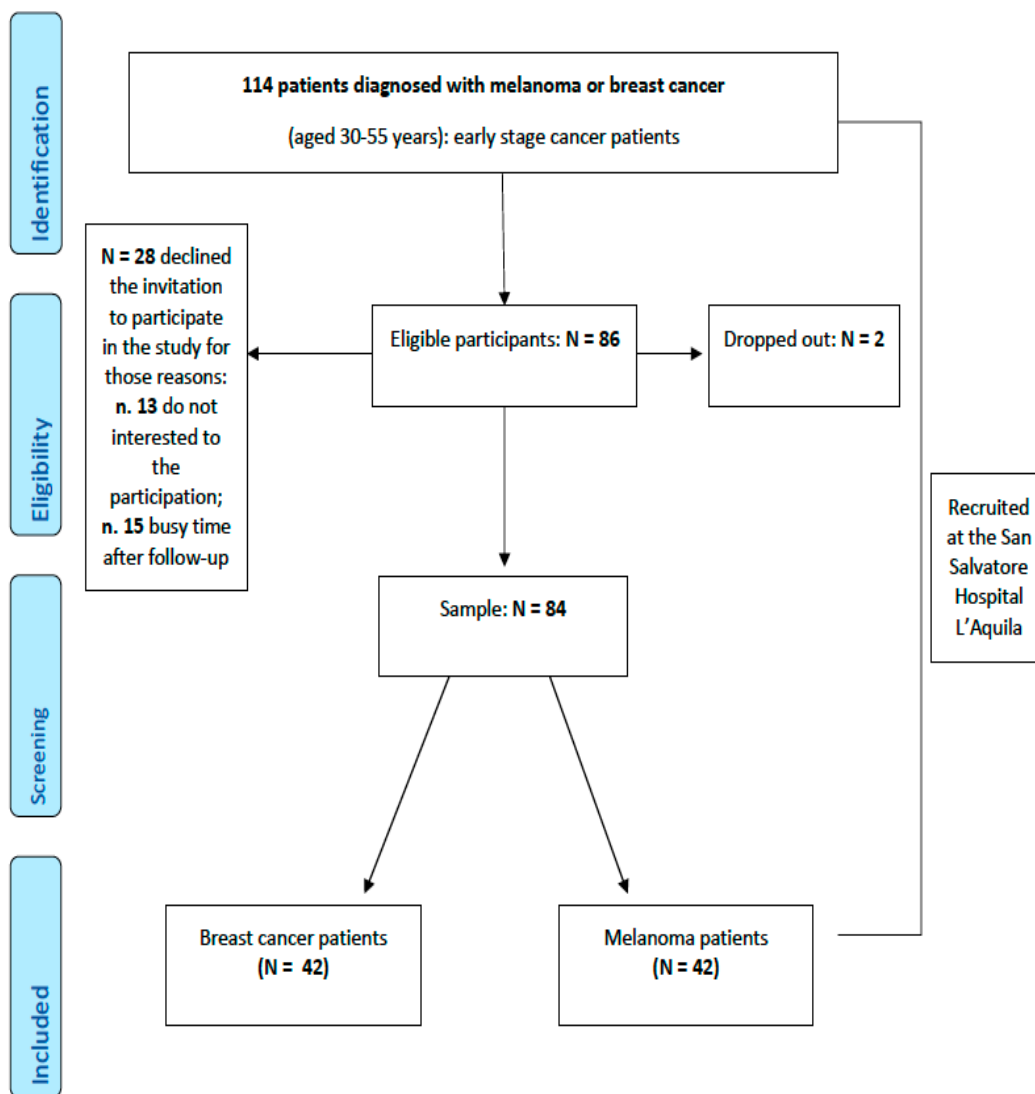 Identification
114 patients diagnosed with melanoma or breast cancer
(aged 30-55 years): early stage cancer patients
N = 28 declined
the invitation
to participate
in the study for
those reasons:
n. 13 do not
interested to
the
participation;
n. 15 busy time
after follow-up
Eligibility
Eligible participants: N = 86
Dropped out: N = 2
Recruited
at the San
Salvatore
Hospital
L’Aquila
Screening
Sample: N = 84
Included
Breast cancer patients
(N = 42)
Melanoma patients
(N = 42)